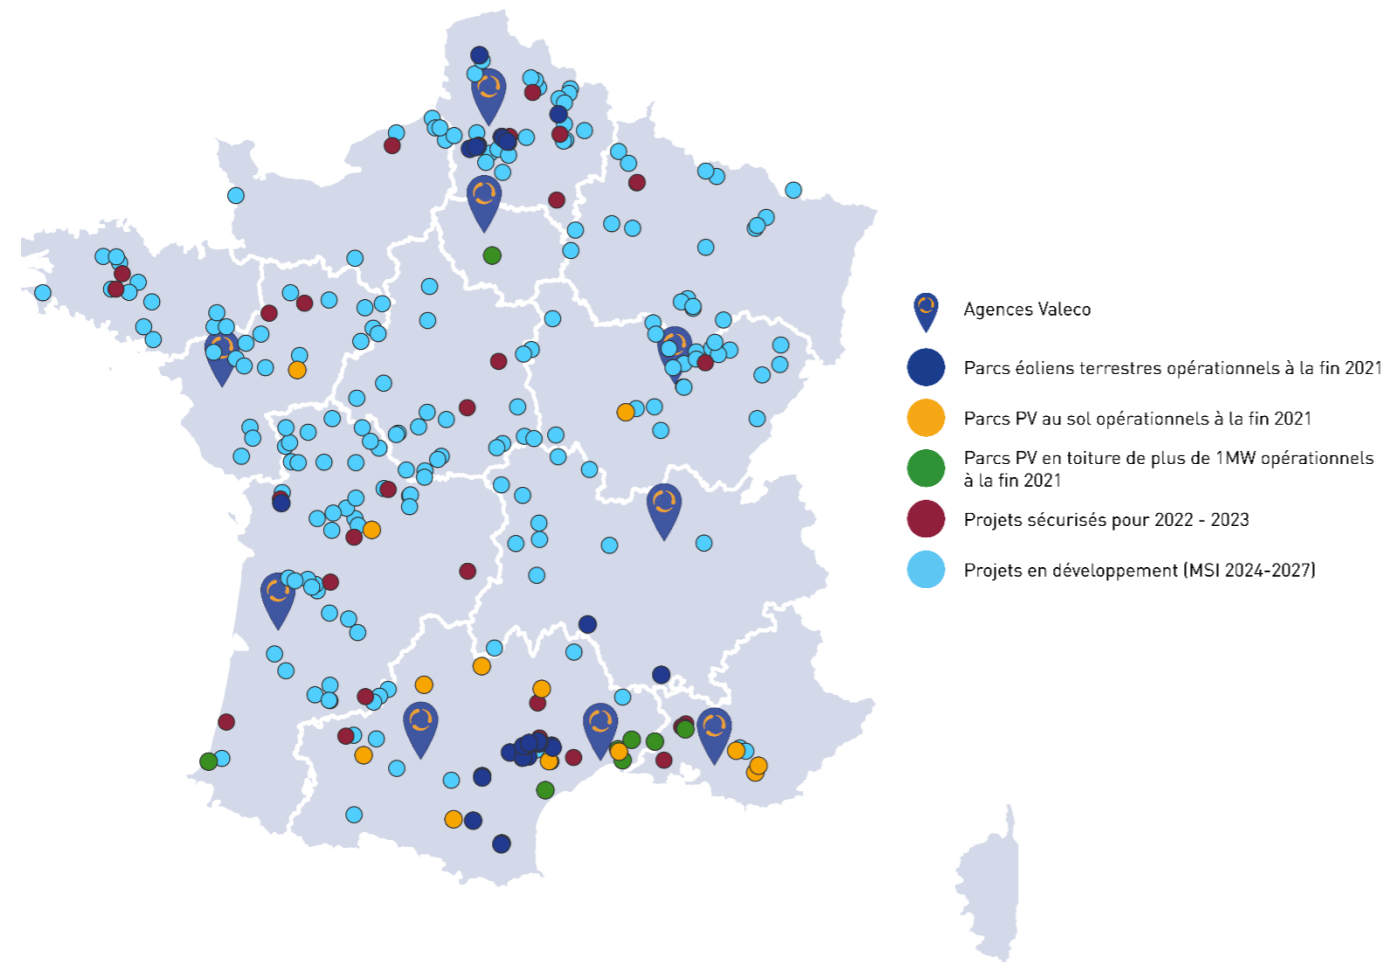 Agences Valeco
Parcs éoliens terrestres opérationnels à la fin 2021
Parcs PV au sol opérationnels à la fin 2021
Parcs PV en toiture de plus de 1MW opérationnels
à la fin 2021
Projets sécurisés pour 2022 - 2023
Projets en développement (MSI 2024-2027)